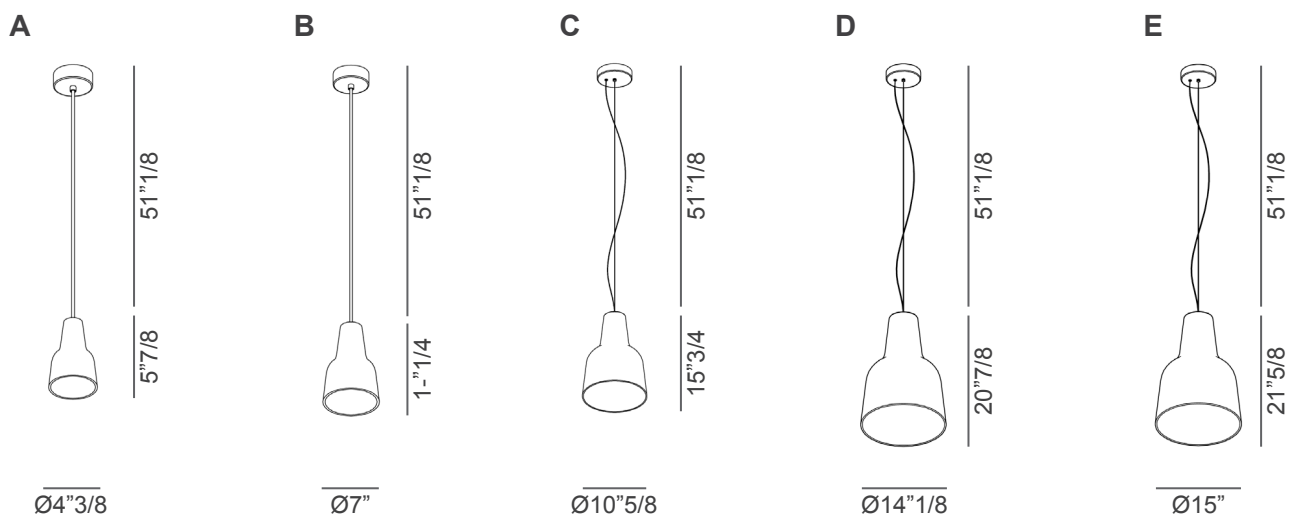 A
B
C
D
E
51”1/8
51”1/8
51”1/8
51”1/8
51”1/8
5”7/8
1-”1/4
15”3/4
20”7/8
21”5/8
Ø4”3/8
Ø7”
Ø10”5/8
Ø14”1/8
Ø15”